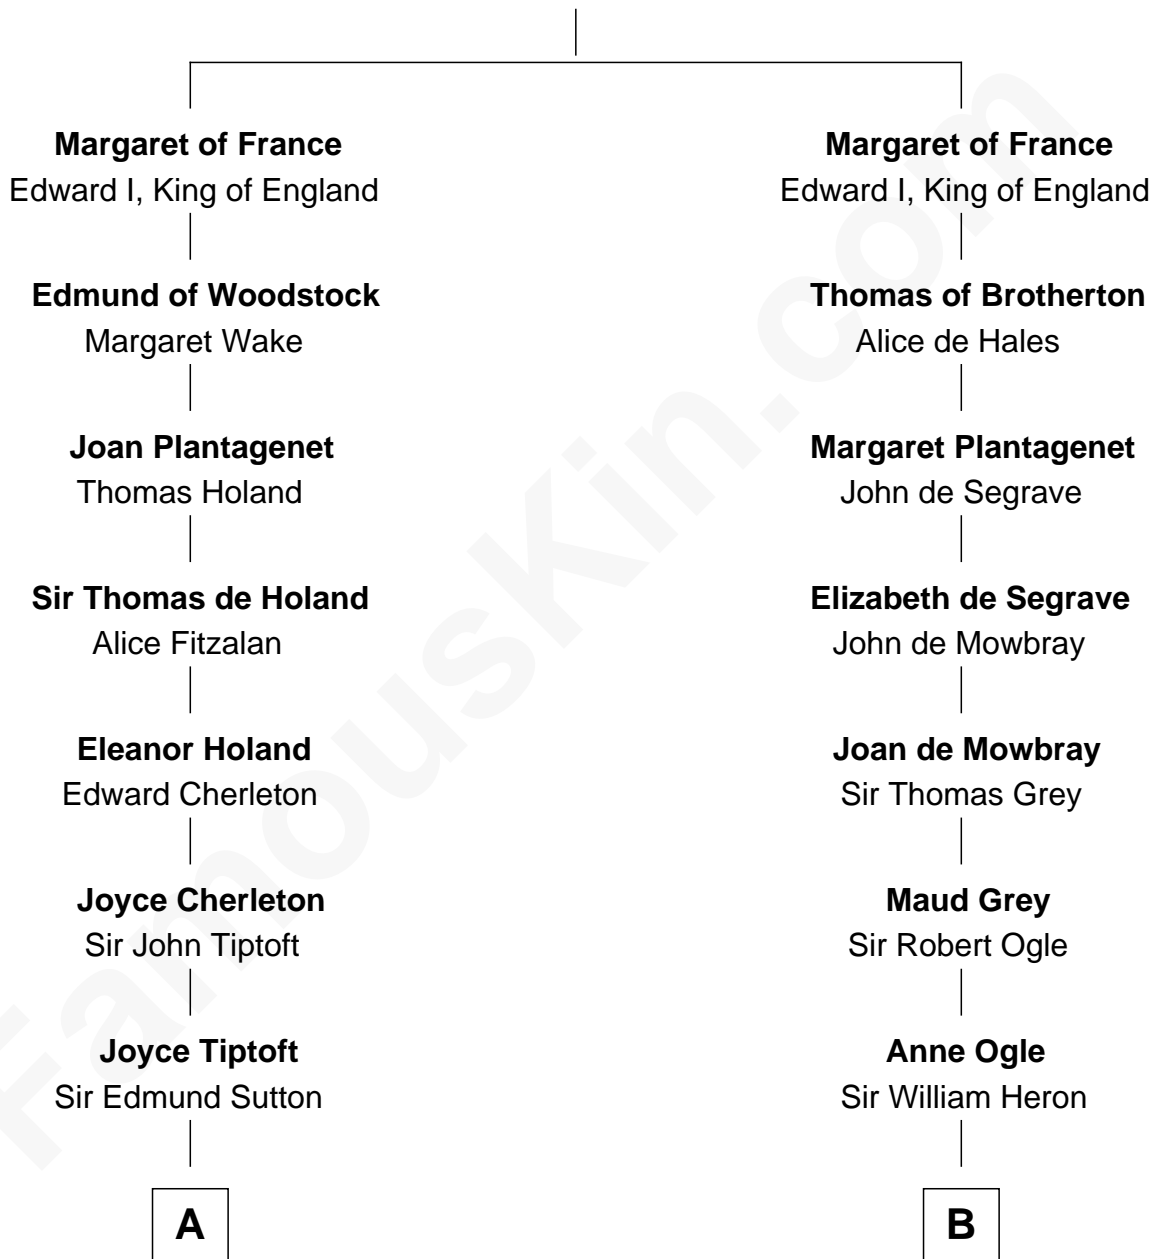 Margaret of France
Edward I, King of England
Edmund of Woodstock
Margaret Wake
Joan Plantagenet
Thomas Holand
Sir Thomas de Holand
Alice Fitzalan
Eleanor Holand
Edward Cherleton
Joyce Cherleton
Sir John Tiptoft
Joyce Tiptoft
Sir Edmund Sutton
A
Margaret of France
Edward I, King of England
Thomas of Brotherton
Alice de Hales
Margaret Plantagenet
John de Segrave
Elizabeth de Segrave
John de Mowbray
Joan de Mowbray
Sir Thomas Grey
Maud Grey
Sir Robert Ogle
Anne Ogle
Sir William Heron
B
FamousKin.com